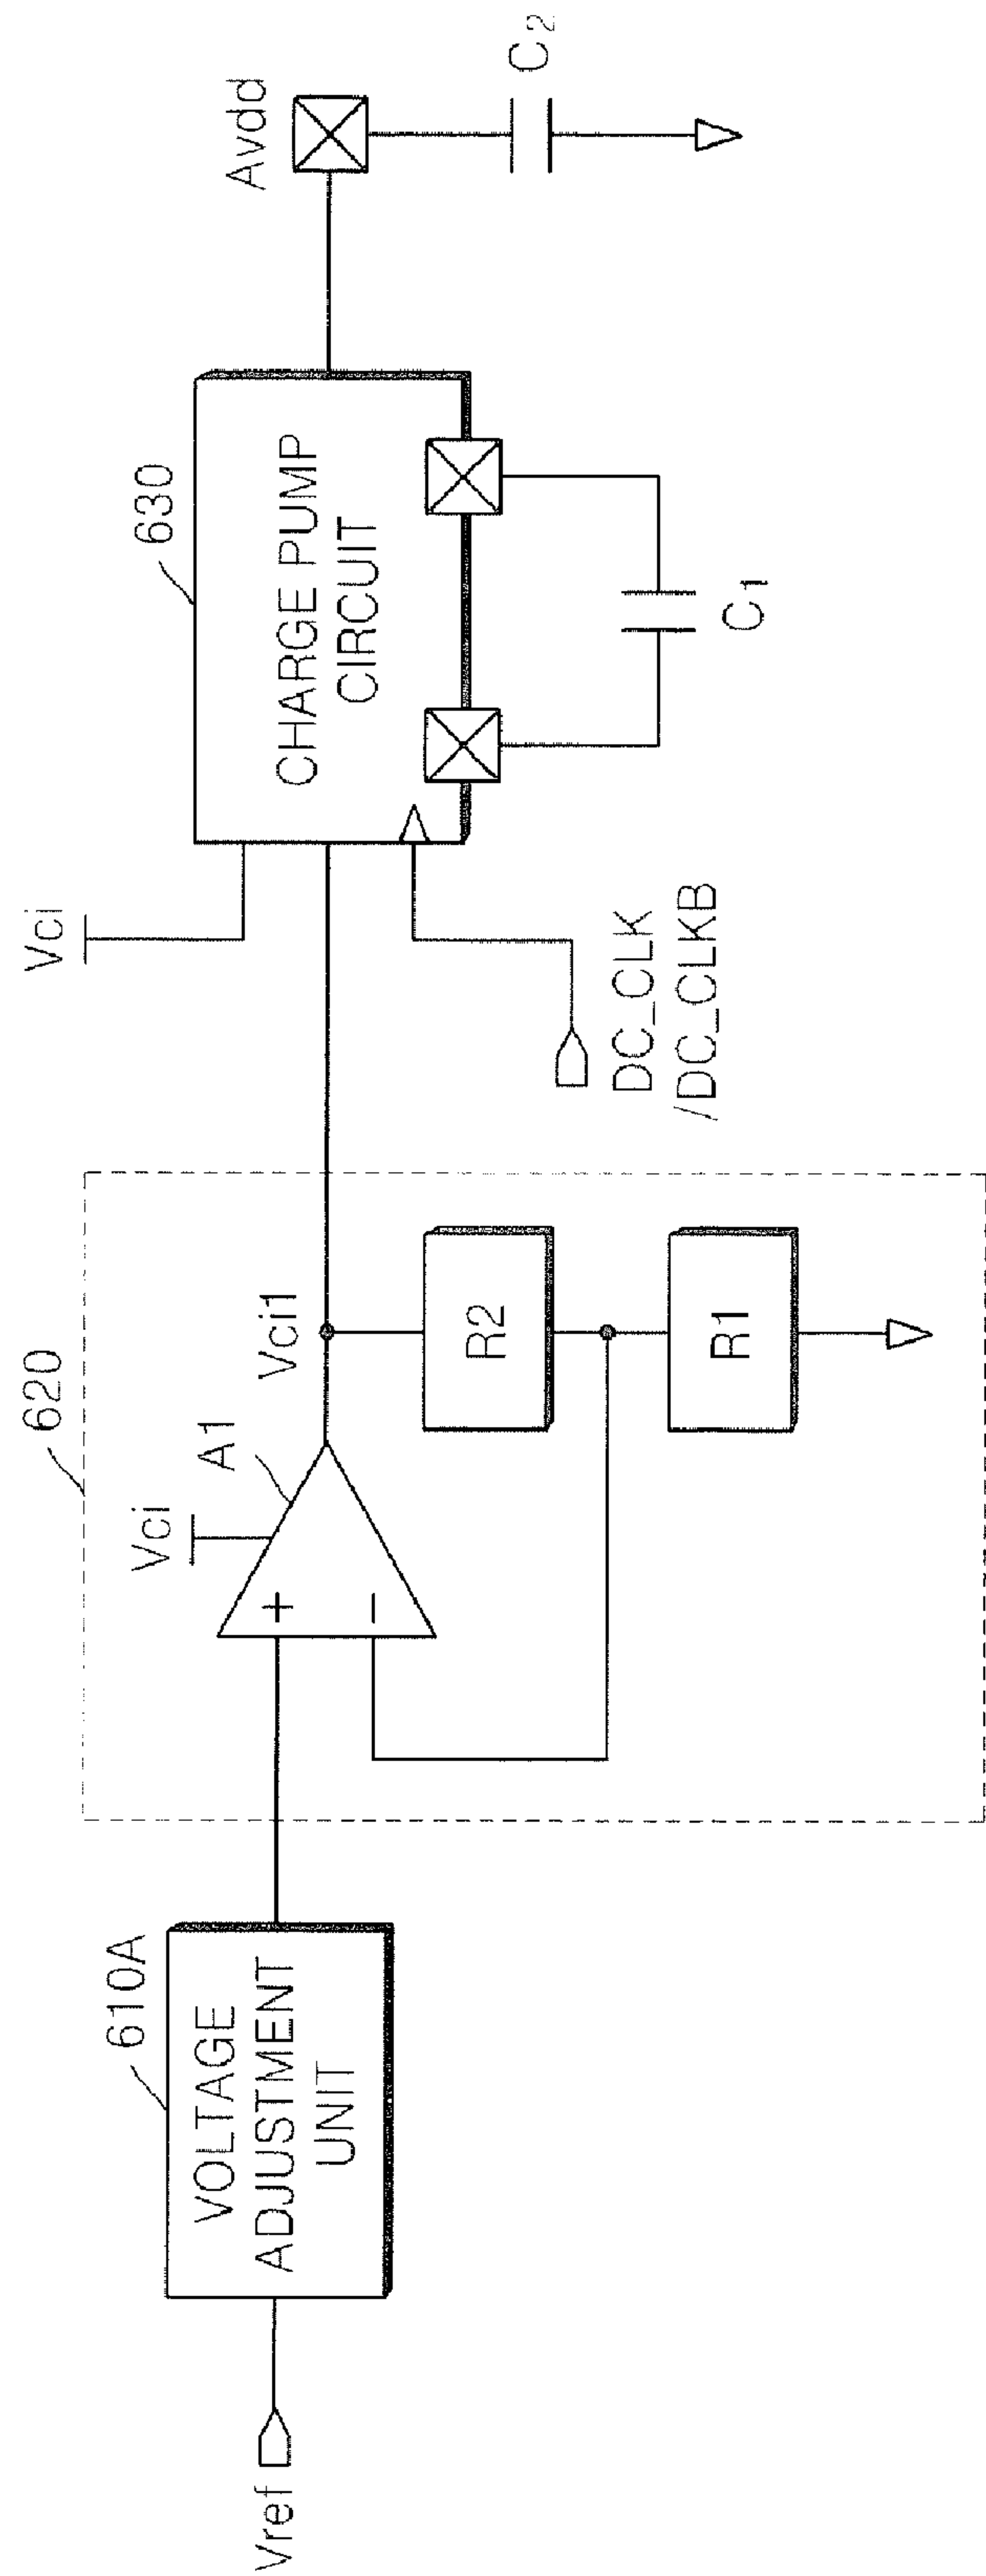 Vref
610A
VOLTAGE
ADJUSTMENT
UNIT
620
Vci
A1
+
−
Vci1
R2
R1
Vci
630
CHARGE PUMP
CIRCUIT
DC_CLK
/DC_CLKB
C₁
Avdd
C₂